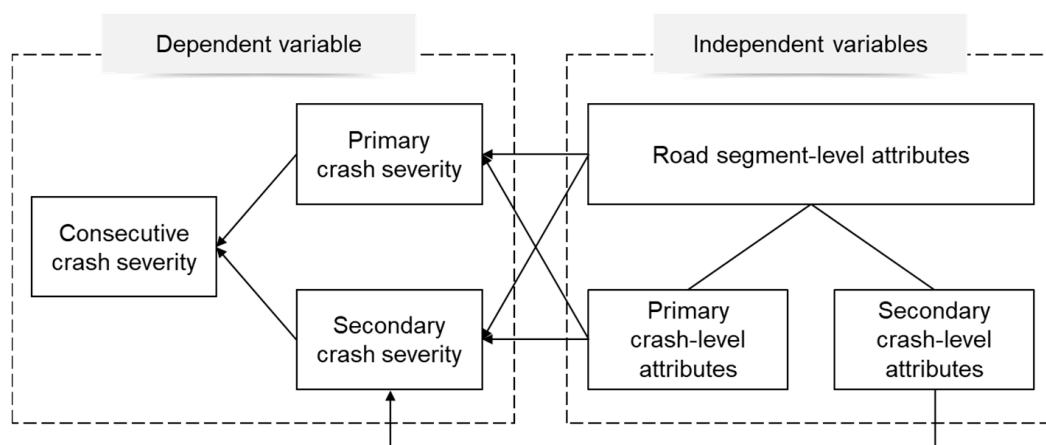 Dependent variable
Independent variables
Primary
crash severity
Road segment-level attributes
Consecutive
crash severity
Secondary
crash severity
Primary
crash-level
attributes
Secondary
crash-level
attributes